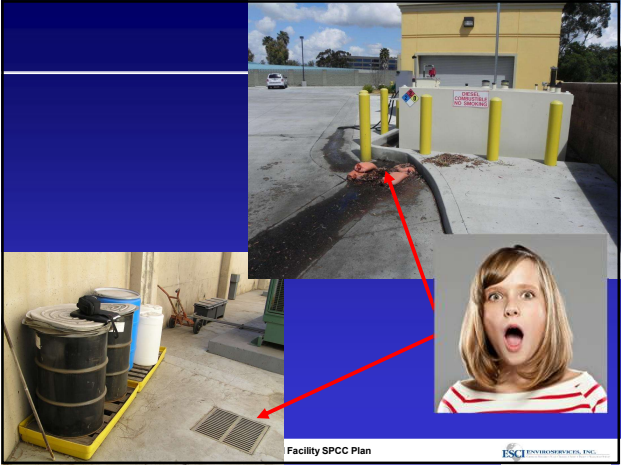 DIESEL
COMBUSTIBLE
NO SMOKING
Facility SPCC Plan
ESCI ENVIROSERVICES, INC.